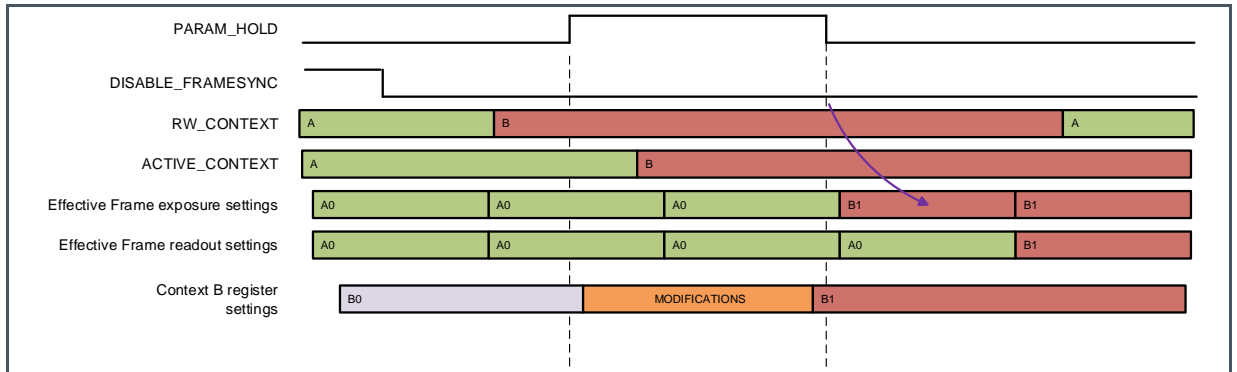 PARAM_HOLD
DISABLE_FRAMESYNC
RW_CONTEXT A B A
ACTIVE_CONTEXT A B
Effective Frame exposure settings A0 A0 A0 B1 B1
Effective Frame readout settings A0 A0 A0 A0 B1
Context B register
settings B0 MODIFICATIONS B1